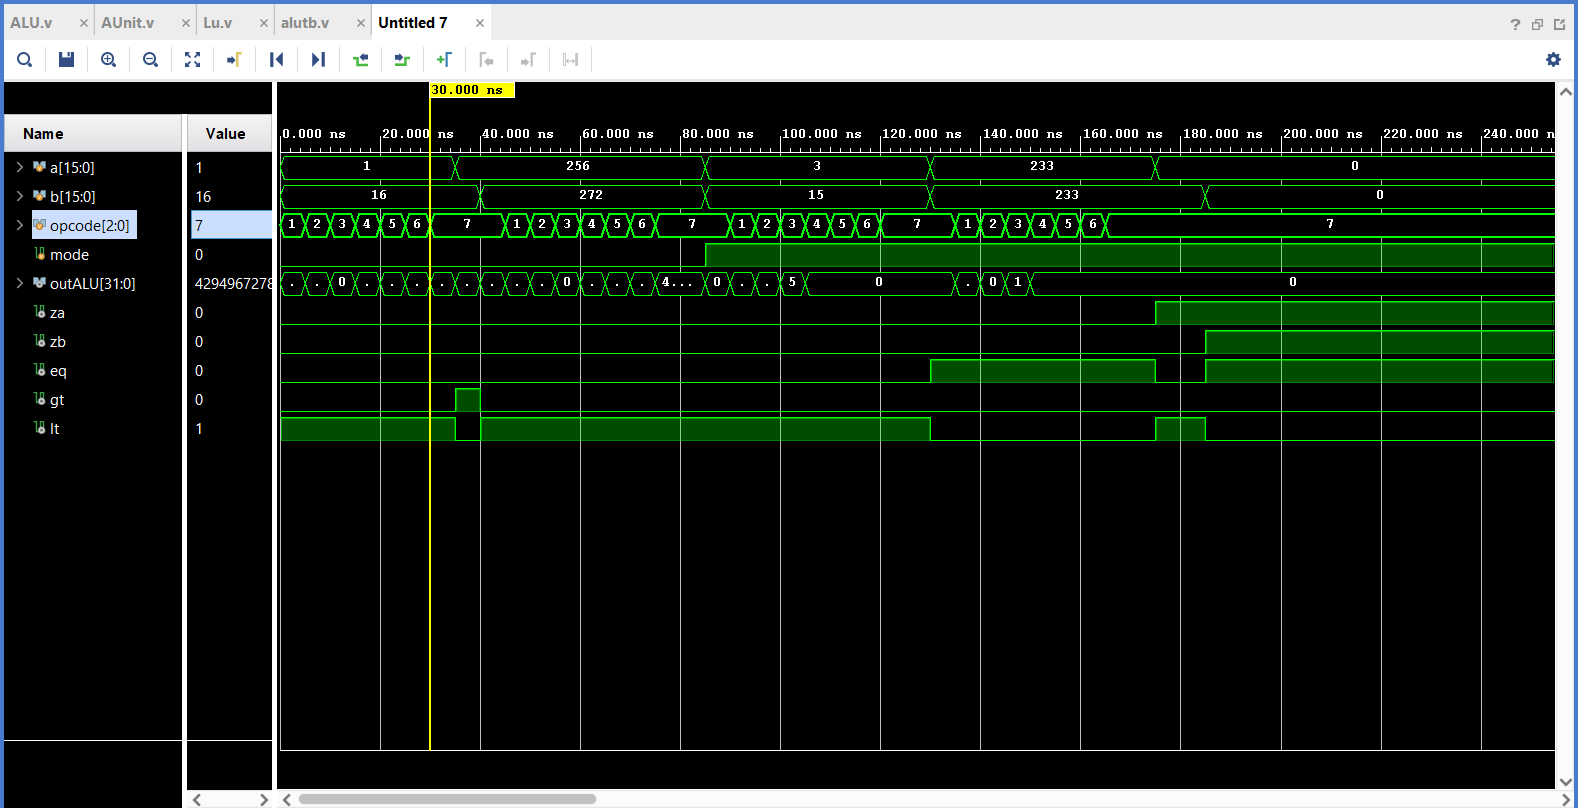 ALU.v × AUnit.v × Lu.v × alutb.v × Untitled 7 × ?
30.000 ns
Name Value 0.000 ns 20.000 ns 40.000 ns 60.000 ns 80.000 ns 100.000 ns 120.000 ns 140.000 ns 160.000 ns 180.000 ns 200.000 ns 220.000 ns 240.000 n
a[15:0] 1 1 256 3 233 0
b[15:0] 16 16 272 15 233 0
opcode[2:0] 7 1 2 3 4 5 6 7 1 2 3 4 5 6 7 1 2 3 4 5 6 7 1 2 3 4 5 6 7
mode 0
outALU[31:0] 4294967278 . . 0 . . . . . . . . 0 . . . 4... 0 . . 5 0 . 0 1 0
za 0
zb 0
eq 0
gt 0
lt 1